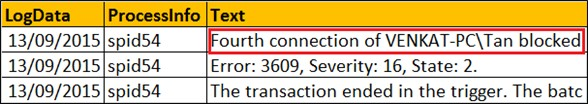 LogData ProcessInfo Text
13/09/2015 spid54 Fourth connection of VENKAT-PC\Tan blocked
13/09/2015 spid54 Error: 3609, Severity: 16, State: 2.
13/09/2015 spid54 The transaction ended in the trigger. The batc